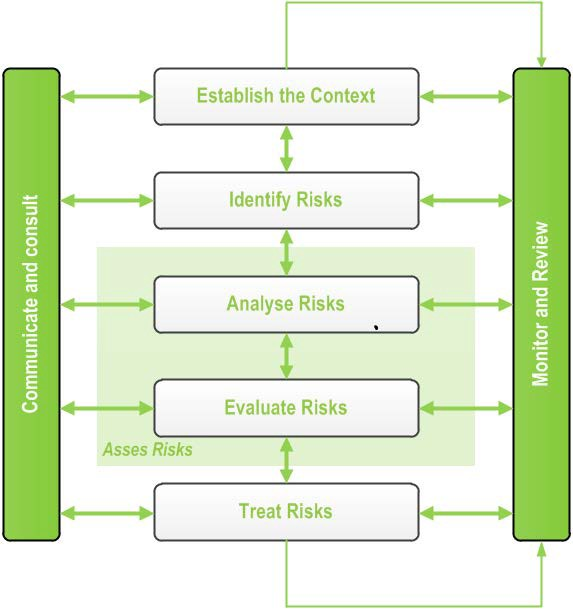 Establish the Context
Identify Risks
Analyse Risks
Evaluate Risks
Asses Risks
Treat Risks
Communicate and consult
Monitor and Review